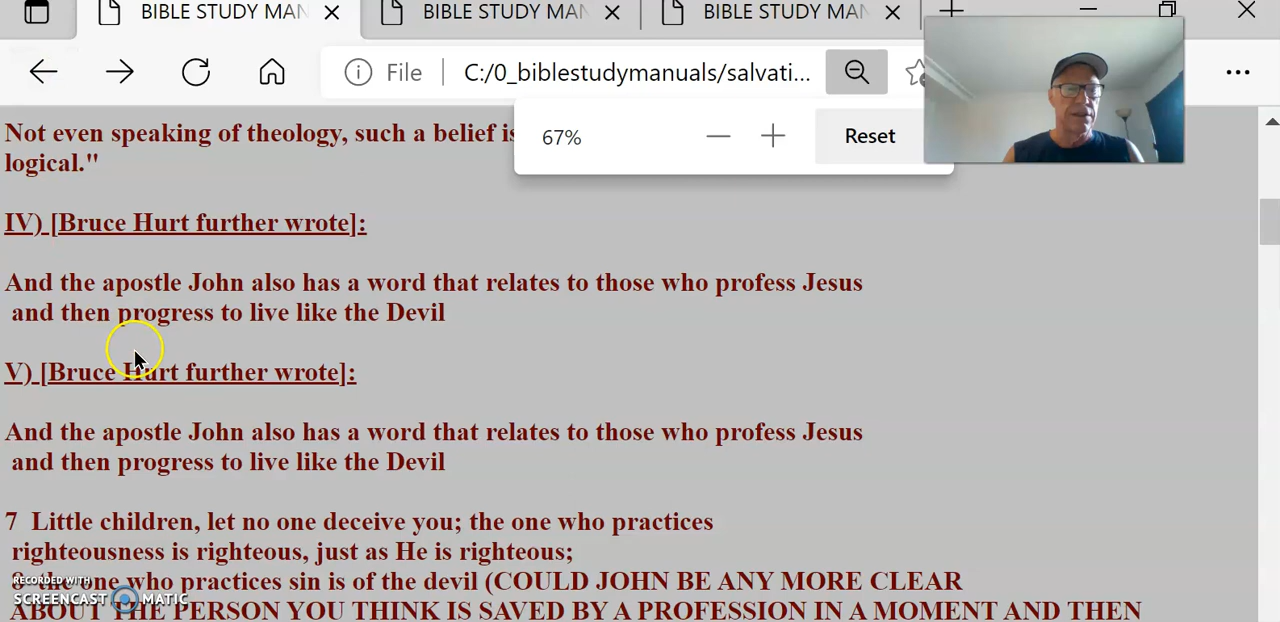 BIBLE STUDY MAN
BIBLE STUDY MAN
BIBLE STUDY MAN
File
C:/0_biblestudymanuals/salvati...
67%
Reset
Not even speaking of theology, such a belief is
logical."
IV) [Bruce Hurt further wrote]:
And the apostle John also has a word that relates to those who profess Jesus
and then progress to live like the Devil
V) [Bruce Hurt further wrote]:
And the apostle John also has a word that relates to those who profess Jesus
and then progress to live like the Devil
7 Little children, let no one deceive you; the one who practices
righteousness is righteous, just as He is righteous;
8 the one who practices sin is of the devil (COULD JOHN BE ANY MORE CLEAR
RECORDED WITH
SCREENCAST MATIC
ABOUT THE PERSON YOU THINK IS SAVED BY A PROFESSION IN A MOMENT AND THEN